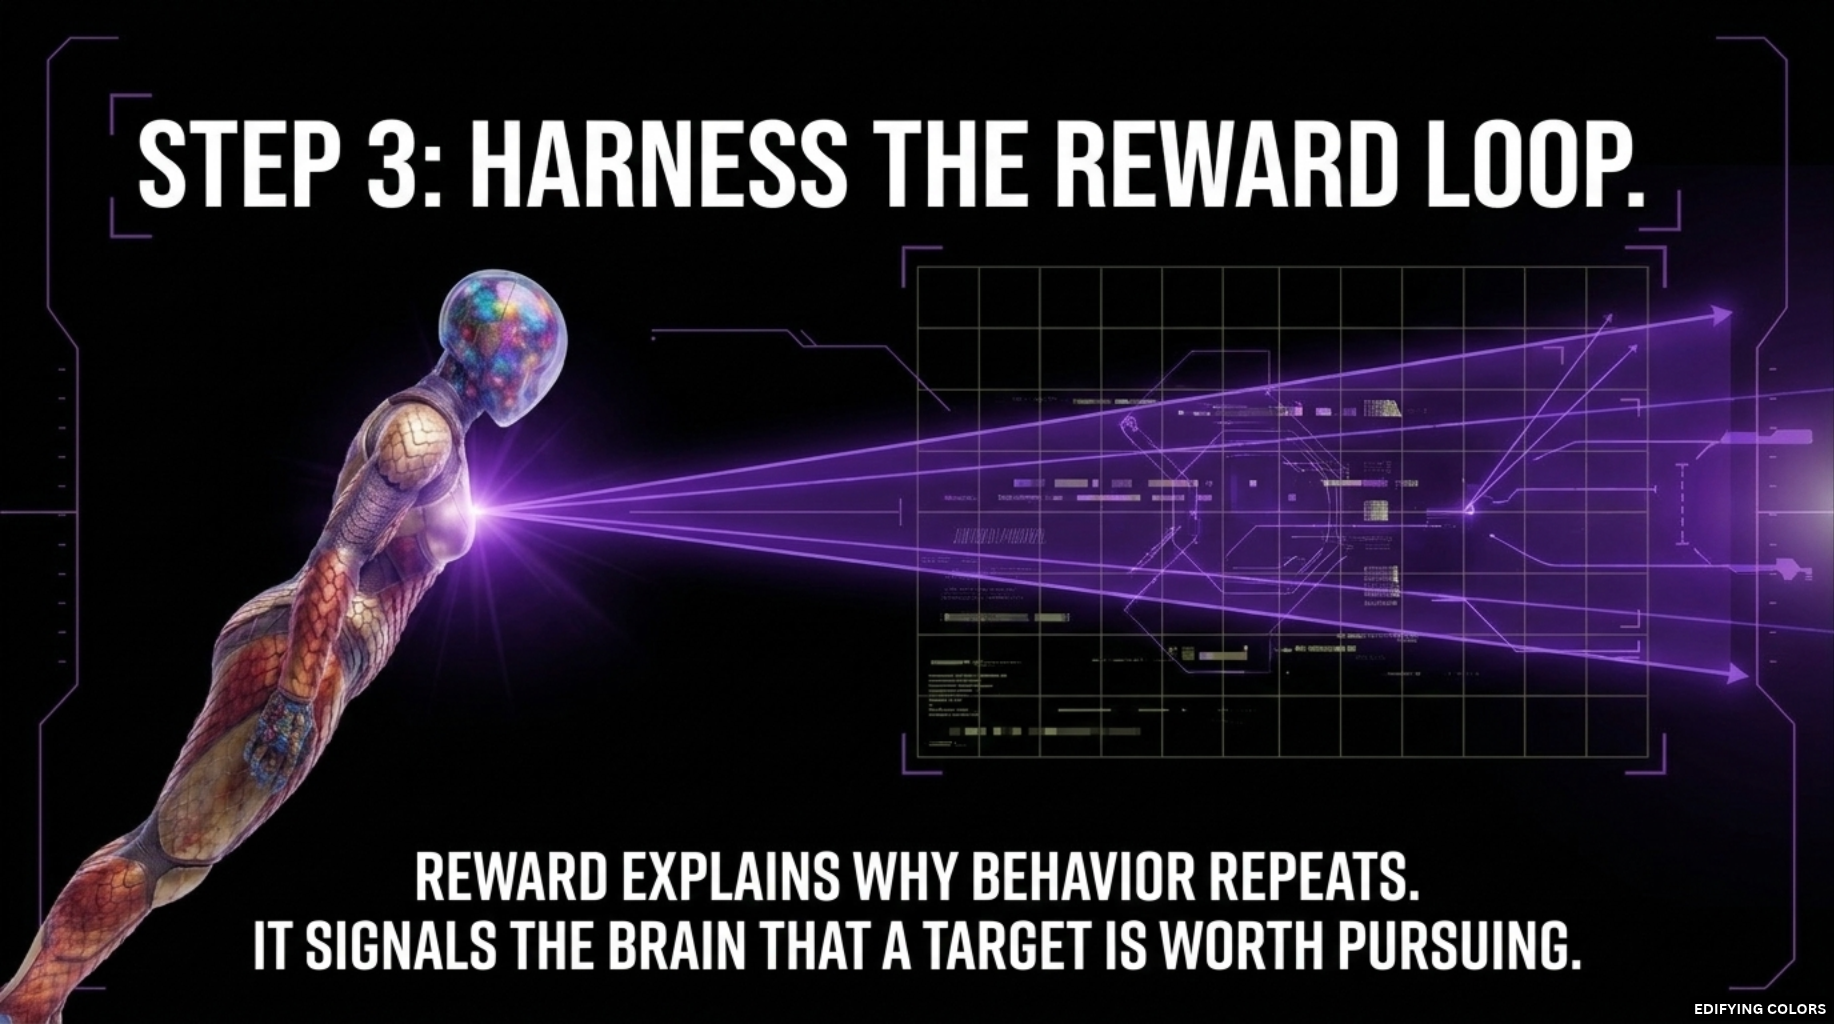 STEP 3: HARNESS THE REWARD LOOP.
REWARD EXPLAINS WHY BEHAVIOR REPEATS.
IT SIGNALS THE BRAIN THAT A TARGET IS WORTH PURSUING.
EDIFYING COLORS